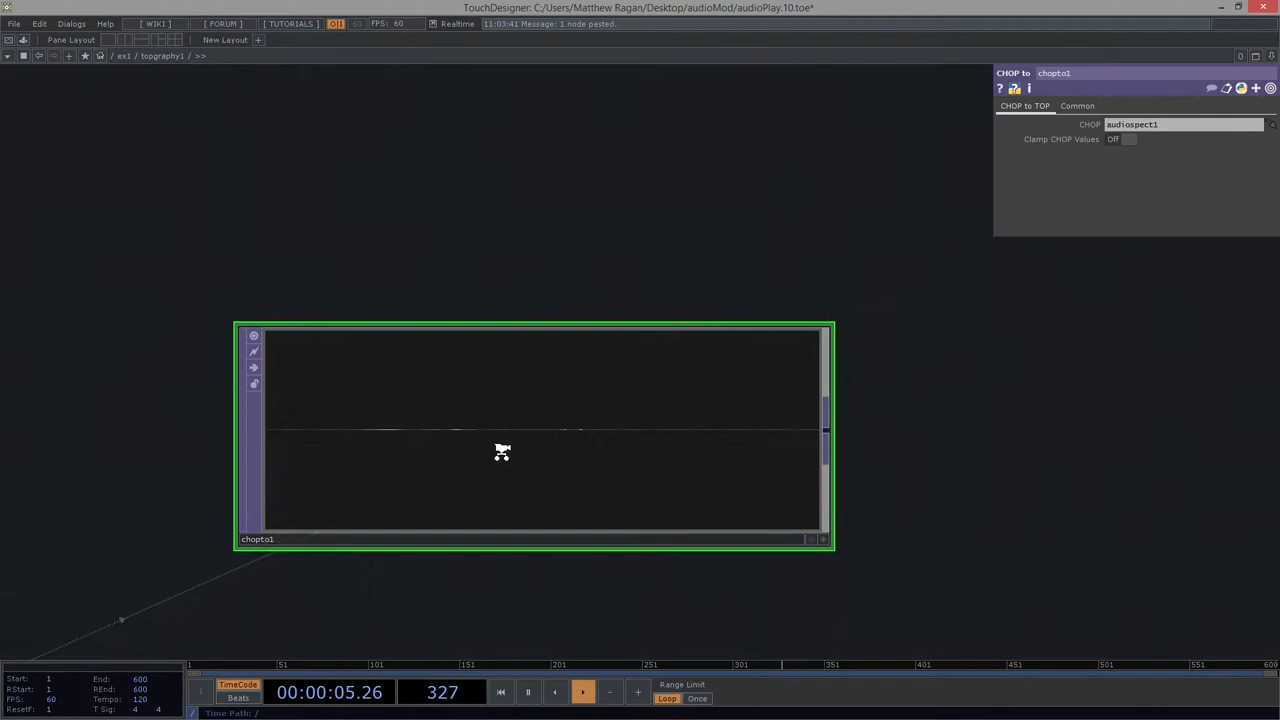 TouchDesigner: C:/Users/Matthew Ragan/Desktop/audioMod/audioPlay.10.toe*
File Edit Dialogs Help [ WIKI ] [ FORUM ] [ TUTORIALS ] O|I 60 FPS: 60 Realtime 11:03:41 Message: 1 node pasted.
Pane Layout New Layout +
/ ex1 / topgraphy1 / >> 0
CHOP to chopto1
? ? i
CHOP to TOP Common
CHOP audiospect1
Clamp CHOP Values Off
chopto1
1 51 101 151 201 251 301 351 401 451 501 551 600
Start: 1 End: 600
RStart: 1 REnd: 600
FPS: 60 Tempo: 120
ResetF: 1 T Sig: 4 4
1 TimeCode Beats 00:00:05.26 327 - + Range Limit
Loop Once
/ Time Path: /